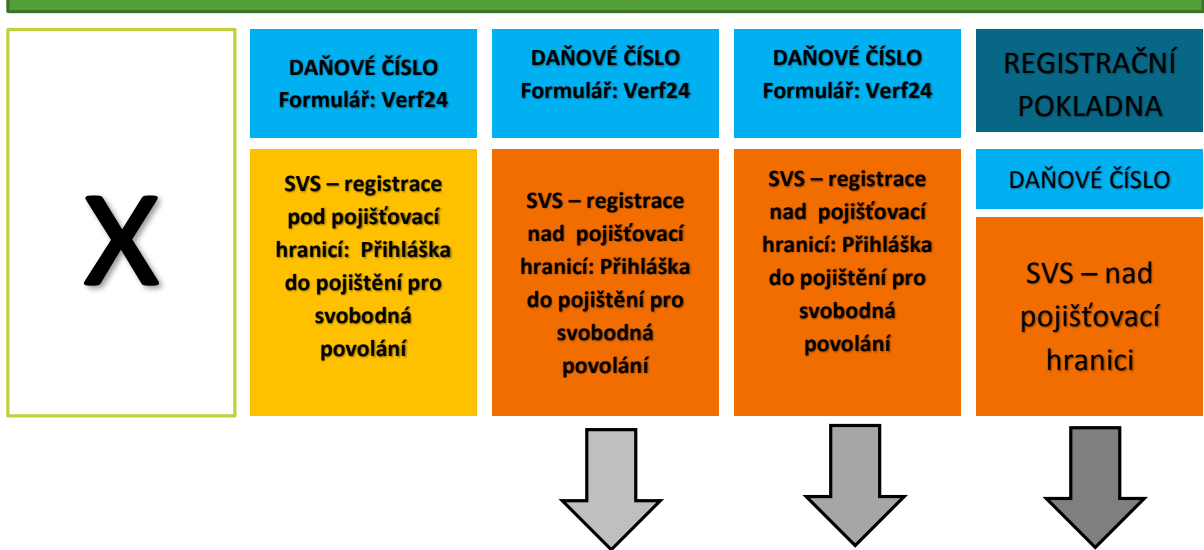 X
DAŇOVÉ ČÍSLO
Formulář: Verf24
SVS – registrace
pod pojišťovací
hranicí:  Přihláška
do pojištění pro
svobodná
povolání
DAŇOVÉ ČÍSLO
Formulář: Verf24
SVS – registrace
nad  pojišťovací
hranicí: Přihláška
do pojištění pro
svobodná
povolání
DAŇOVÉ ČÍSLO
Formulář: Verf24
SVS – registrace
nad  pojišťovací
hranicí: Přihláška
do pojištění pro
svobodná
povolání
REGISTRAČNÍ
POKLADNA
DAŇOVÉ ČÍSLO
SVS – nad
pojišťovací
hranici